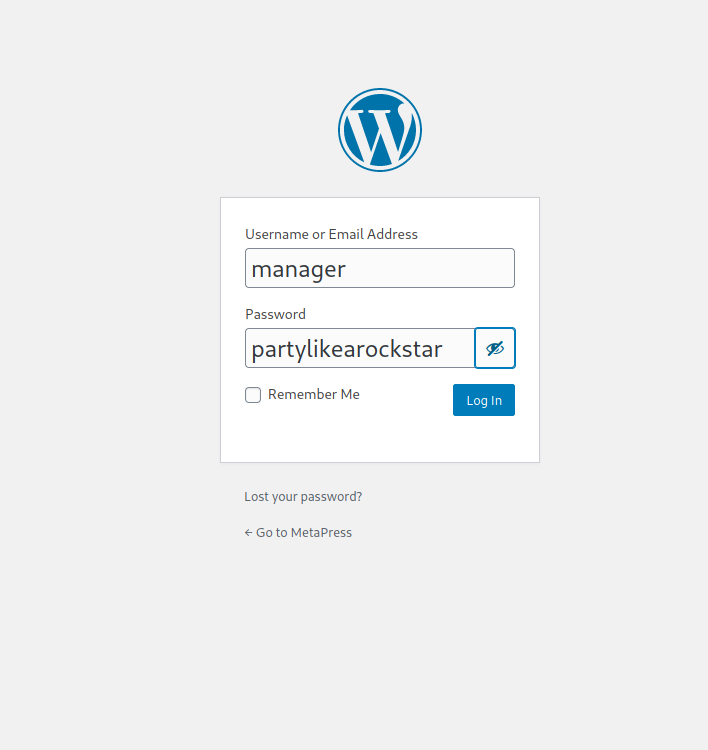 Username or Email Address
manager
Password
partylikearockstar
Remember Me
Log In
Lost your password?
← Go to MetaPress